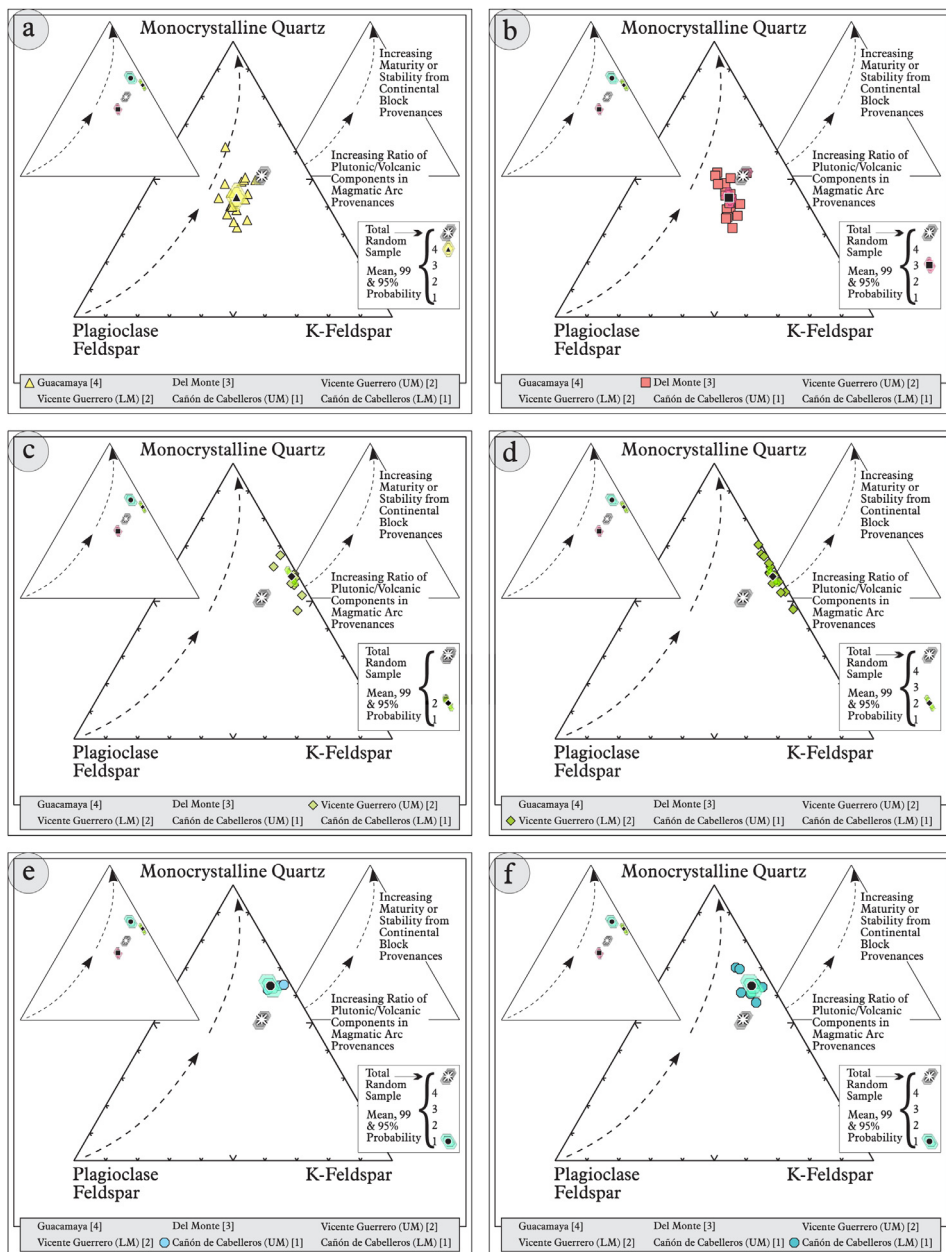 a
Monocrystalline Quartz
Increasing
Maturity or
Stability from
Continental
Block
Provenances
Increasing Ratio of
Plutonic/Volcanic
Components in
Magmatic Arc
Provenances
Total
Random
Sample
Mean, 99
& 95%
Probability
4
3
2
1
Plagioclase
Feldspar
K-Feldspar
Guacamaya [4] Del Monte [3] Vicente Guerrero (UM) [2]
Vicente Guerrero (LM) [2] Cañón de Cabelleros (UM) [1] Cañón de Cabelleros (LM) [1]
b
Monocrystalline Quartz
Increasing
Maturity or
Stability from
Continental
Block
Provenances
Increasing Ratio of
Plutonic/Volcanic
Components in
Magmatic Arc
Provenances
Total
Random
Sample
Mean, 99
& 95%
Probability
4
3
2
1
Plagioclase
Feldspar
K-Feldspar
Guacamaya [4] Del Monte [3] Vicente Guerrero (UM) [2]
Vicente Guerrero (LM) [2] Cañón de Cabelleros (UM) [1] Cañón de Cabelleros (LM) [1]
c
Monocrystalline Quartz
Increasing
Maturity or
Stability from
Continental
Block
Provenances
Increasing Ratio of
Plutonic/Volcanic
Components in
Magmatic Arc
Provenances
Total
Random
Sample
Mean, 99
& 95%
Probability
4
3
2
1
Plagioclase
Feldspar
K-Feldspar
Guacamaya [4] Del Monte [3] Vicente Guerrero (UM) [2]
Vicente Guerrero (LM) [2] Cañón de Cabelleros (UM) [1] Cañón de Cabelleros (LM) [1]
d
Monocrystalline Quartz
Increasing
Maturity or
Stability from
Continental
Block
Provenances
Increasing Ratio of
Plutonic/Volcanic
Components in
Magmatic Arc
Provenances
Total
Random
Sample
Mean, 99
& 95%
Probability
4
3
2
1
Plagioclase
Feldspar
K-Feldspar
Guacamaya [4] Del Monte [3] Vicente Guerrero (UM) [2]
Vicente Guerrero (LM) [2] Cañón de Cabelleros (UM) [1] Cañón de Cabelleros (LM) [1]
e
Monocrystalline Quartz
Increasing
Maturity or
Stability from
Continental
Block
Provenances
Increasing Ratio of
Plutonic/Volcanic
Components in
Magmatic Arc
Provenances
Total
Random
Sample
Mean, 99
& 95%
Probability
4
3
2
1
Plagioclase
Feldspar
K-Feldspar
Guacamaya [4] Del Monte [3] Vicente Guerrero (UM) [2]
Vicente Guerrero (LM) [2] Cañón de Cabelleros (UM) [1] Cañón de Cabelleros (LM) [1]
f
Monocrystalline Quartz
Increasing
Maturity or
Stability from
Continental
Block
Provenances
Increasing Ratio of
Plutonic/Volcanic
Components in
Magmatic Arc
Provenances
Total
Random
Sample
Mean, 99
& 95%
Probability
4
3
2
1
Plagioclase
Feldspar
K-Feldspar
Guacamaya [4] Del Monte [3] Vicente Guerrero (UM) [2]
Vicente Guerrero (LM) [2] Cañón de Cabelleros (UM) [1] Cañón de Cabelleros (LM) [1]